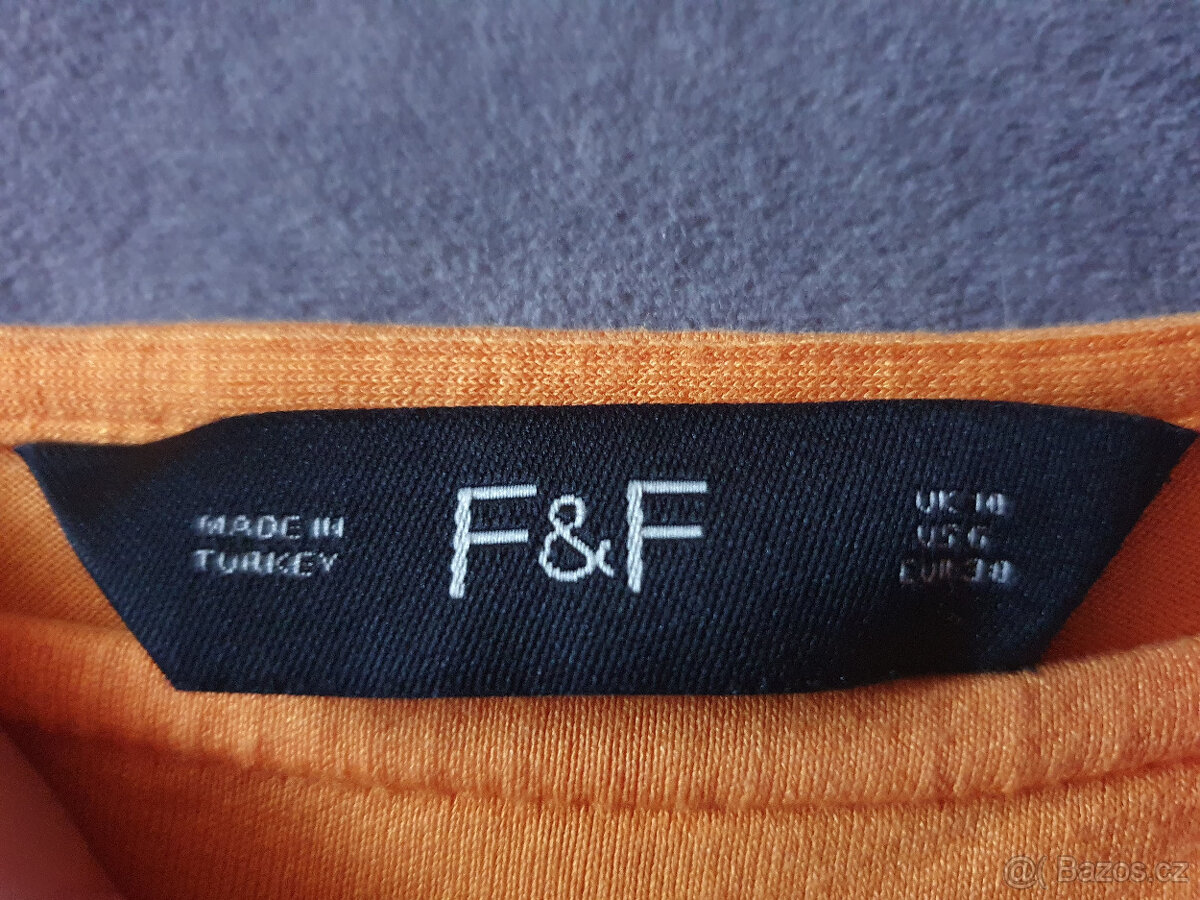 MADE IN
TURKEY
F&F
UK 10
US 6
EUR 38
@( Bazos.cz